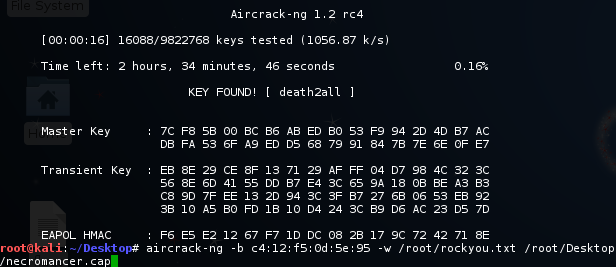 File System
Aircrack-ng 1.2 rc4
[00:00:16] 16088/9822768 keys tested (1056.87 k/s)
Time left: 2 hours, 34 minutes, 46 seconds 0.16%
KEY FOUND! [ death2all ]
Master Key : 7C F8 5B 00 BC B6 AB ED B0 53 F9 94 2D 4D B7 AC
DB FA 53 6F A9 ED D5 68 79 91 84 7B 7E 6E 0F E7
Transient Key : EB 8E 29 CE 8F 13 71 29 AF FF 04 D7 98 4C 32 3C
56 8E 6D 41 55 DD B7 E4 3C 65 9A 18 0B BE A3 B3
C8 9D 7F EE 13 2D 94 3C 3F B7 27 6B 06 53 EB 92
3B 10 A5 B0 FD 1B 10 D4 24 3C B9 D6 AC 23 D5 7D
EAPOL HMAC : F6 E5 E2 12 67 F7 1D DC 08 2B 17 9C 72 42 71 8E
root@kali:~/Desktop# aircrack-ng -b c4:12:f5:0d:5e:95 -w /root/rockyou.txt /root/Desktop
/necromancer.cap